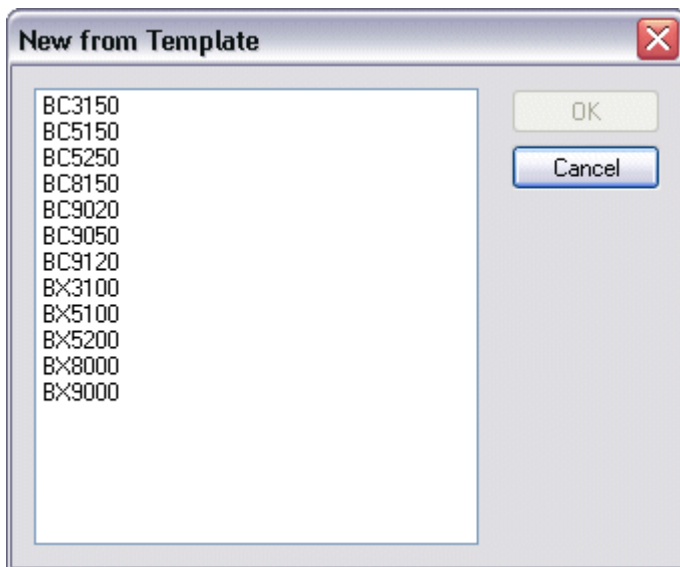 New from Template
BC3150
BC5150
BC5250
BC8150
BC9020
BC9050
BC9120
BX3100
BX5100
BX5200
BX8000
BX9000
OK
Cancel